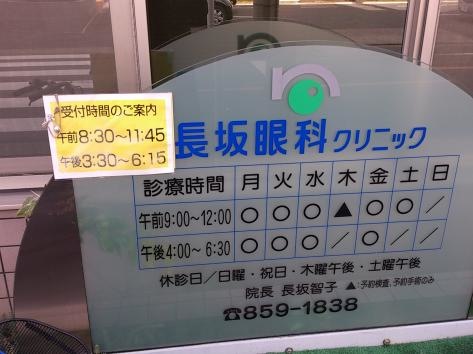 受付時間のご案内
午前8:30～11:45
午後3:30～6:15
長坂眼科クリニック
診療時間 月 火 水 木 金 土 日
午前9:00～12:00 ○ ○ ○ ▲ ○ ○ ／
午後4:00～6:30 ○ ○ ○ ／ ○ ／ ／
休診日／日曜・祝日・木曜午後・土曜午後
院長 長坂智子 ▲:予約検査、予約手術のみ
☎859-1838